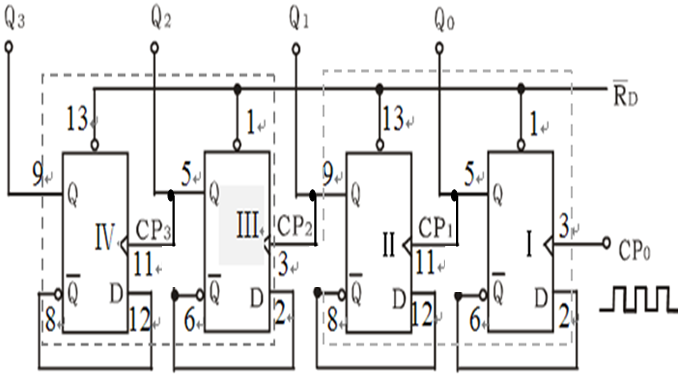 Q3 Q2 Q1 Q0
R̅D
13 1 13 1
9 5 9 5 3
Q Q Q Q
IV CP3 III CP2 II CP1 I CP0
11 3 11
Q̅ D Q̅ D Q̅ D Q̅ D
8 12 6 2 8 12 6 2